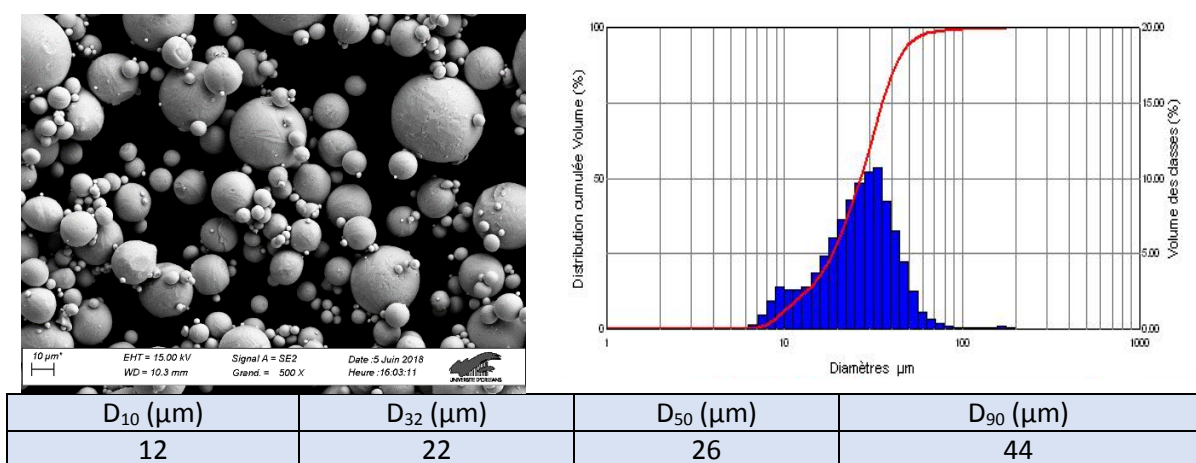 10 µm*
EHT = 15.00 kV
Signal A = SE2
Date :5 Juin 2018
WD = 10.3 mm
Grand. = 500 X
Heure :16:03:11
UNIVERSITE D'ORLEANS
Distribution cumulée Volume (%)
100
50
0
20.00
15.00
10.00
5.00
0.00
Volume des classes (%)
1 10 100 1000
Diamètres µm
D10 (µm) D32 (µm) D50 (µm) D90 (µm)
12 22 26 44